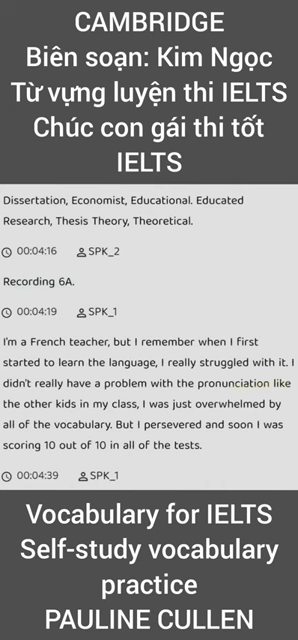 CAMBRIDGE
Biên soạn: Kim Ngọc
Từ vựng luyện thi IELTS
Chúc con gái thi tốt
IELTS
Dissertation, Economist, Educational. Educated
Research, Thesis Theory, Theoretical.
00:04:16 SPK_2
Recording 6A.
00:04:19 SPK_1
I'm a French teacher, but I remember when I first
started to learn the language, I really struggled with it. I
didn't really have a problem with the pronunciation like
the other kids in my class, I was just overwhelmed by
all of the vocabulary. But I persevered and soon I was
scoring 10 out of 10 in all of the tests.
00:04:39 SPK_1
Vocabulary for IELTS
Self-study vocabulary
practice
PAULINE CULLEN